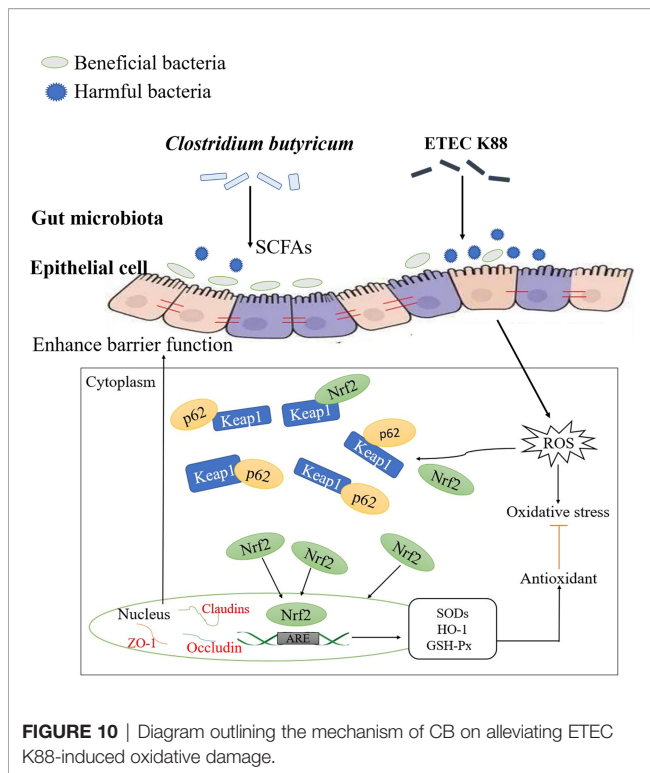 Beneficial bacteria
Harmful bacteria
Clostridium butyricum
ETEC K88
Gut microbiota
SCFAs
Epithelial cell
Enhance barrier function
Cytoplasm
p62
Keap1
Keap1
Nrf2
p62
Keap1
Nrf2
ROS
Keap1
p62
Keap1
p62
Oxidative stress
Nrf2
Nrf2
Nrf2
Antioxidant
Nucleus
Claudins
Nrf2
ZO-1
Occludin
ARE
SODs
HO-1
GSH-Px
FIGURE 10 | Diagram outlining the mechanism of CB on alleviating ETEC
K88-induced oxidative damage.